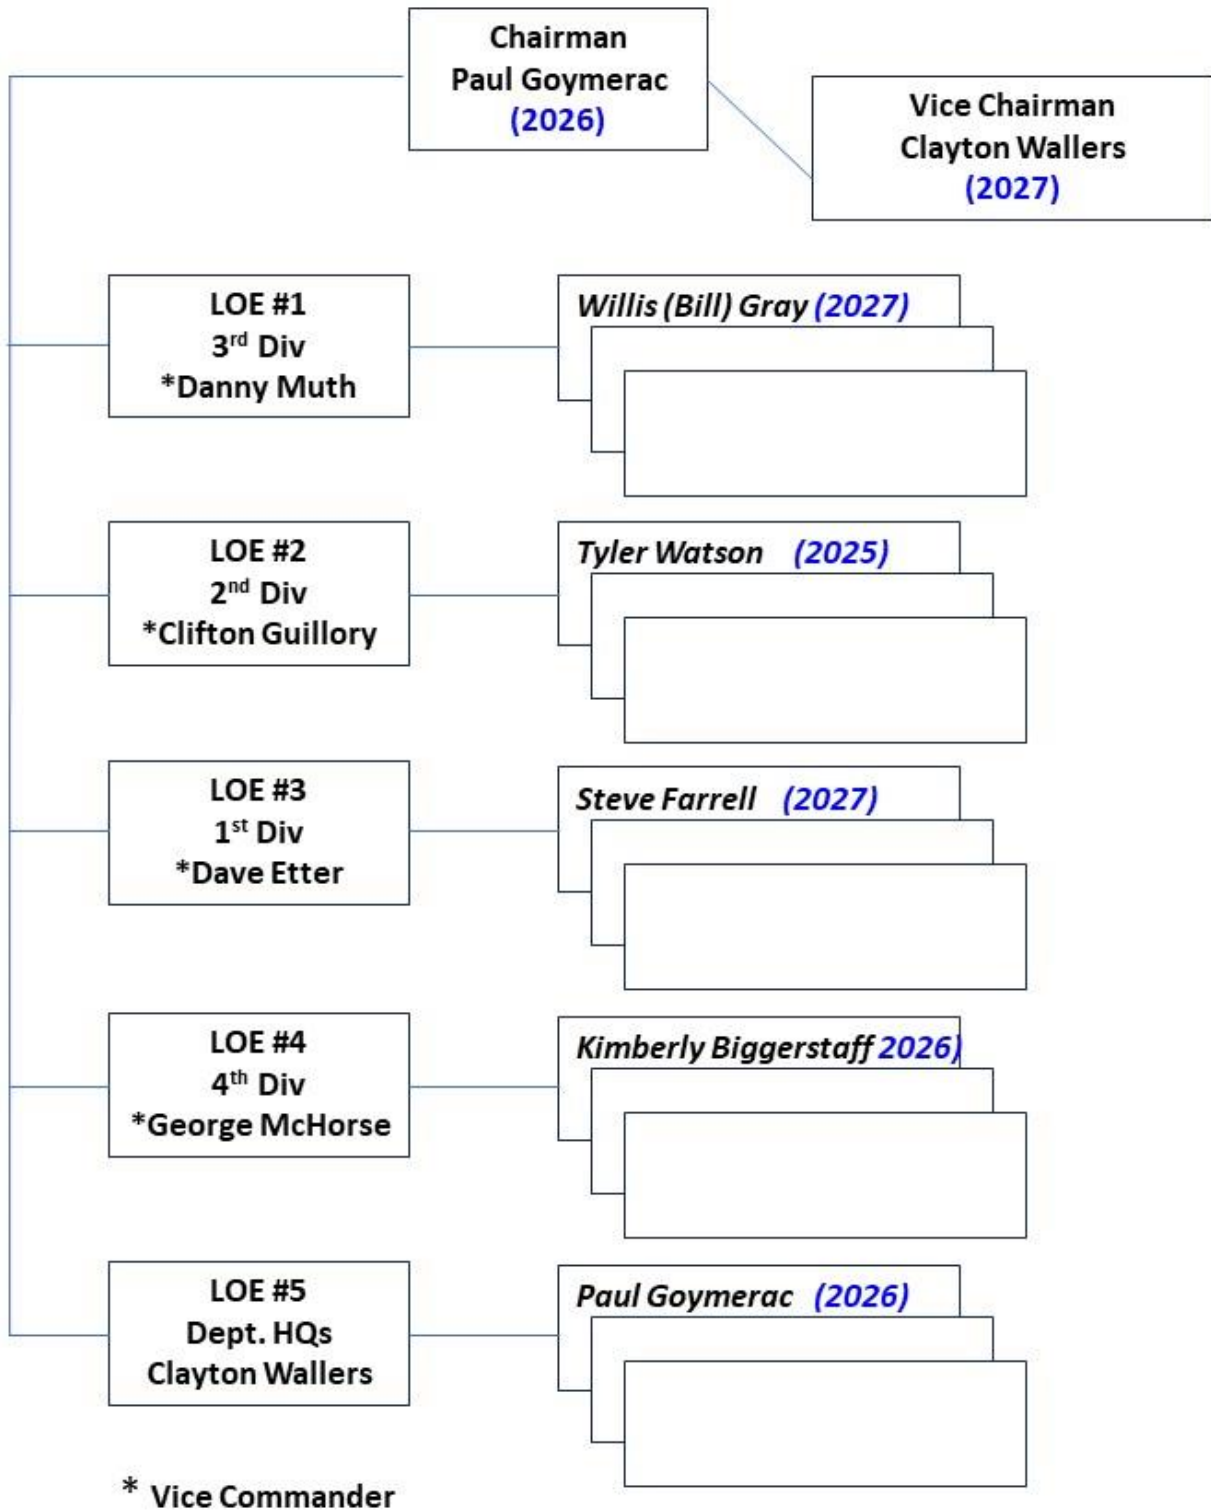 Chairman
Paul Goymerac
(2026)
Vice Chairman
Clayton Wallers
(2027)
LOE #1
3rd Div
*Danny Muth
Willis (Bill) Gray (2027)
LOE #2
2nd Div
*Clifton Guillory
Tyler Watson (2025)
LOE #3
1st Div
*Dave Etter
Steve Farrell (2027)
LOE #4
4th Div
*George McHorse
Kimberly Biggerstaff 2026)
LOE #5
Dept. HQs
Clayton Wallers
Paul Goymerac (2026)
* Vice Commander